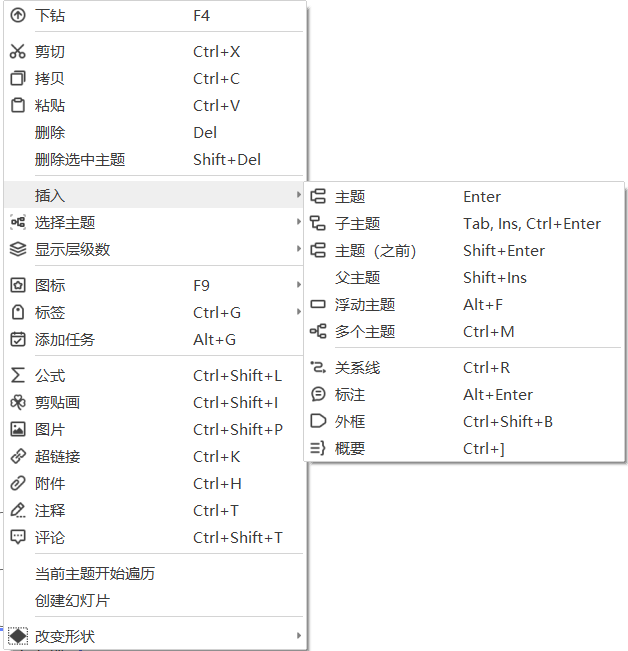 下钻 F4
剪切 Ctrl+X
拷贝 Ctrl+C
粘贴 Ctrl+V
删除 Del
删除选中主题 Shift+Del
插入
选择主题
显示层级数
图标 F9
标签 Ctrl+G
添加任务 Alt+G
公式 Ctrl+Shift+L
剪贴画 Ctrl+Shift+I
图片 Ctrl+Shift+P
超链接 Ctrl+K
附件 Ctrl+H
注释 Ctrl+T
评论 Ctrl+Shift+T
当前主题开始遍历
创建幻灯片
改变形状
主题 Enter
子主题 Tab, Ins, Ctrl+Enter
主题（之前） Shift+Enter
父主题 Shift+Ins
浮动主题 Alt+F
多个主题 Ctrl+M
关系线 Ctrl+R
标注 Alt+Enter
外框 Ctrl+Shift+B
概要 Ctrl+]